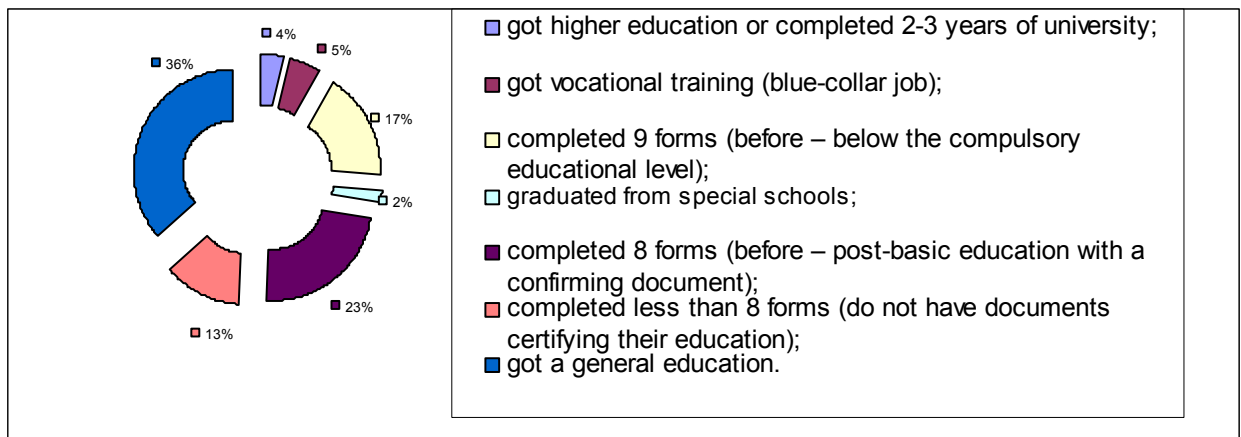 4%
5%
36%
17%
2%
23%
13%
got higher education or completed 2-3 years of university;
got vocational training (blue-collar job);
completed 9 forms (before – below the compulsory
educational level);
graduated from special schools;
completed 8 forms (before – post-basic education with a
confirming document);
completed less than 8 forms (do not have documents
certifying their education);
got a general education.